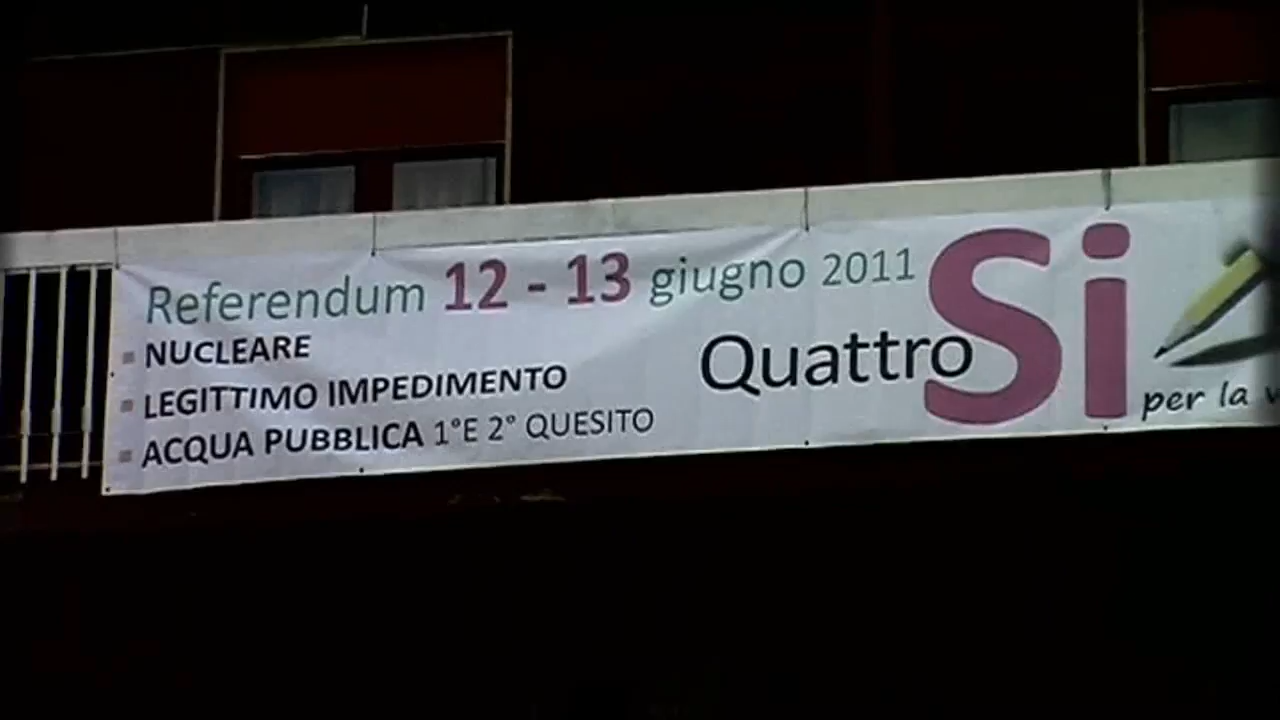 Referendum 12 - 13 giugno 2011
NUCLEARE
LEGITTIMO IMPEDIMENTO
ACQUA PUBBLICA 1°E 2° QUESITO
Quattro Si
per la